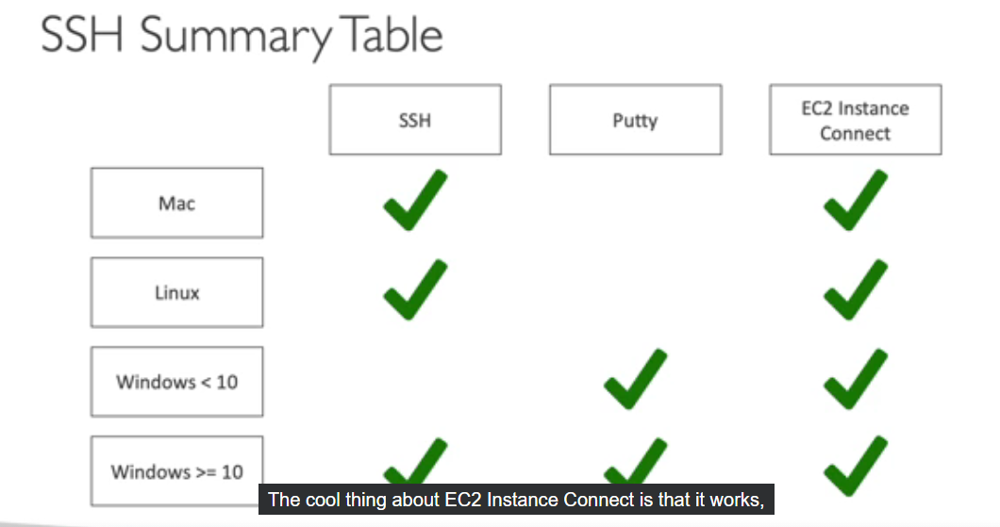 SSH Summary Table
SSH
Putty
EC2 Instance
Connect
Mac
Linux
Windows < 10
Windows >= 10
The cool thing about EC2 Instance Connect is that it works,